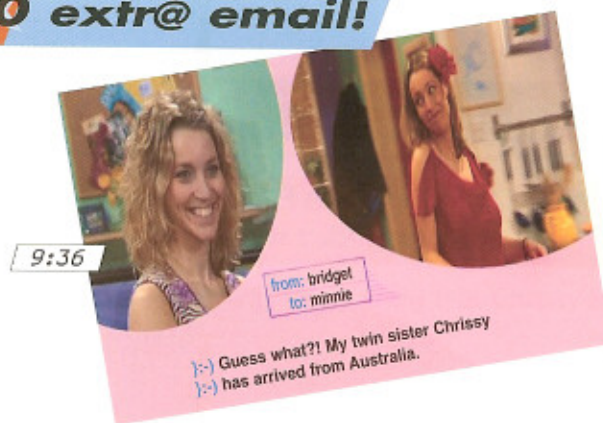 extr@ email!
9:36
from: bridget
to: minnie
}:-) Guess what?! My twin sister Chrissy
}:-) has arrived from Australia.